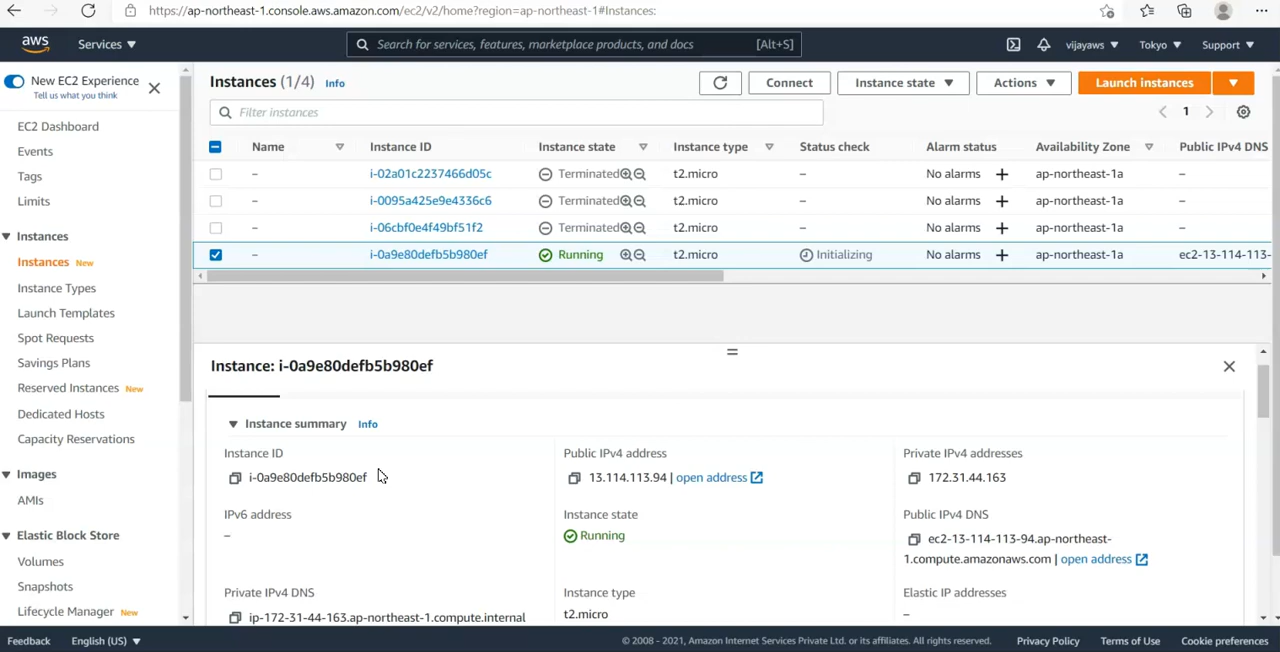 https://ap-northeast-1.console.aws.amazon.com/ec2/v2/home?region=ap-northeast-1#Instances:
aws Services Search for services, features, marketplace products, and docs [Alt+S] vijayaws Tokyo Support
New EC2 Experience
Tell us what you think
EC2 Dashboard
Events
Tags
Limits
Instances
Instances New
Instance Types
Launch Templates
Spot Requests
Savings Plans
Reserved Instances New
Dedicated Hosts
Capacity Reservations
Images
AMIs
Elastic Block Store
Volumes
Snapshots
Lifecycle Manager New
Instances (1/4) Info Connect Instance state Actions Launch instances
Filter instances 1
Name Instance ID Instance state Instance type Status check Alarm status Availability Zone Public IPv4 DNS
– i-02a01c2237466d05c Terminated t2.micro – No alarms + ap-northeast-1a –
– i-0095a425e9e4336c6 Terminated t2.micro – No alarms + ap-northeast-1a –
– i-06cbf0e4f49bf51f2 Terminated t2.micro – No alarms + ap-northeast-1a –
– i-0a9e80defb5b980ef Running t2.micro Initializing No alarms + ap-northeast-1a ec2-13-114-113-
Instance: i-0a9e80defb5b980ef
Instance summary Info
Instance ID Public IPv4 address Private IPv4 addresses
i-0a9e80defb5b980ef 13.114.113.94 | open address 172.31.44.163
IPv6 address Instance state Public IPv4 DNS
– Running ec2-13-114-113-94.ap-northeast-
1.compute.amazonaws.com | open address
Private IPv4 DNS Instance type Elastic IP addresses
ip-172-31-44-163.ap-northeast-1.compute.internal t2.micro –
Feedback English (US) © 2008 - 2021, Amazon Internet Services Private Ltd. or its affiliates. All rights reserved. Privacy Policy Terms of Use Cookie preferences